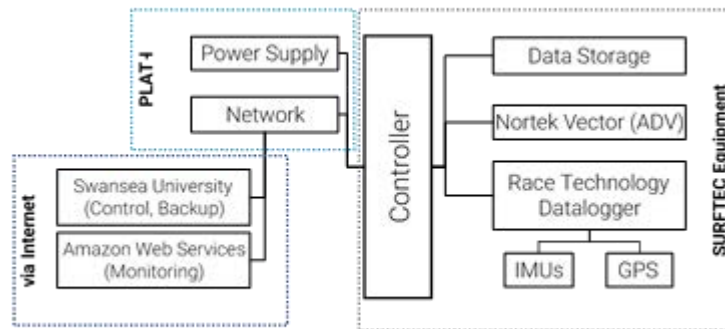 PLAT-I
Power Supply
Network
via Internet
Swansea University
(Control, Backup)
Amazon Web Services
(Monitoring)
Controller
Data Storage
Nortek Vector (ADV)
Race Technology
Datalogger
IMUs
GPS
SURFTEC Equipment